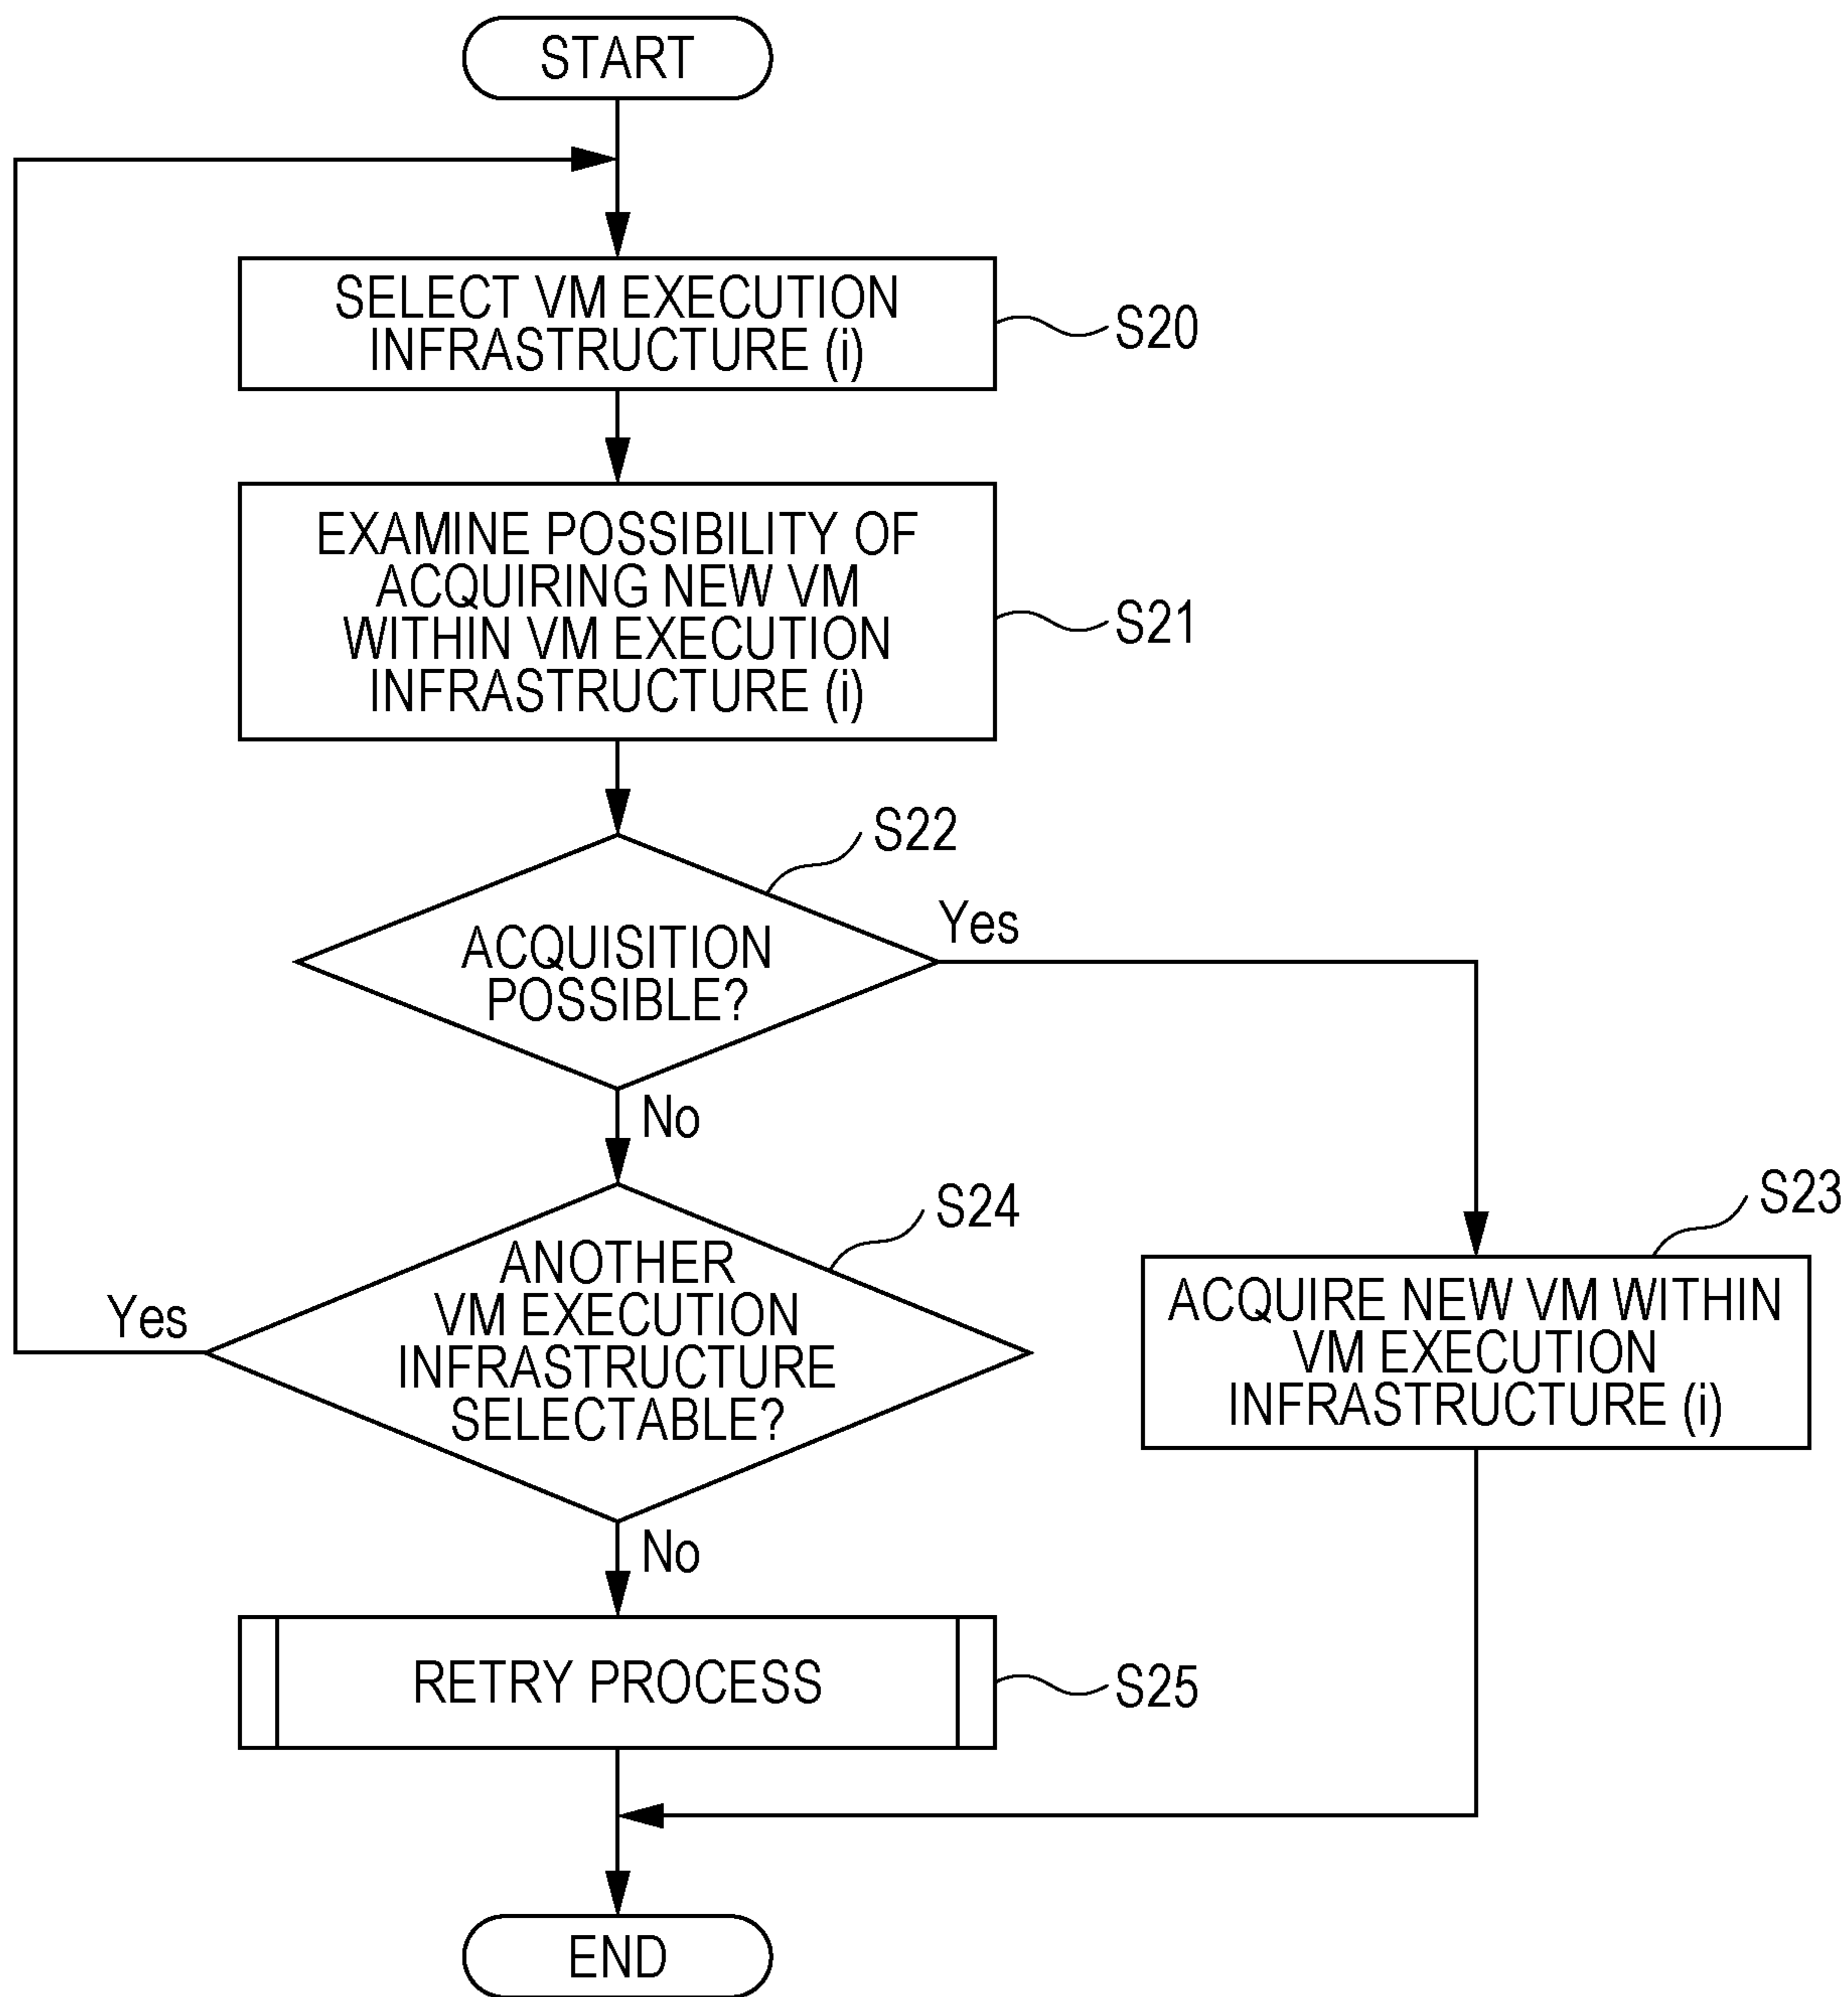 START
SELECT VM EXECUTION
INFRASTRUCTURE (i)
S20
EXAMINE POSSIBILITY OF
ACQUIRING NEW VM
WITHIN VM EXECUTION
INFRASTRUCTURE (i)
S21
S22
ACQUISITION
POSSIBLE?
Yes
No
S24
ANOTHER
VM EXECUTION
INFRASTRUCTURE
SELECTABLE?
Yes
No
S23
ACQUIRE NEW VM WITHIN
VM EXECUTION
INFRASTRUCTURE (i)
RETRY PROCESS
S25
END